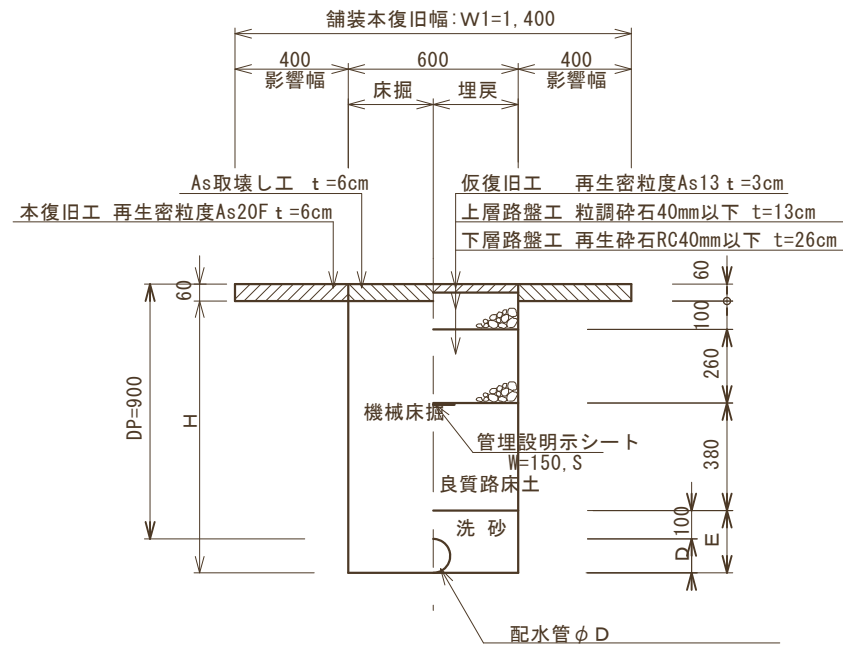 舗装本復旧幅:W1=1,400
400
600
400
影響幅
影響幅
床掘
埋戻
As取壊し工 t=6cm
仮復旧工 再生密粒度As13 t=3cm
本復旧工 再生密粒度As20F t=6cm
上層路盤工 粒調砕石40mm以下 t=13cm
下層路盤工 再生砕石RC40mm以下 t=26cm
60
60
100
260
DP=900
H
機械床掘
管埋設明示シート
W=150,S
380
良質路床土
洗 砂
100
D
E
配水管φD